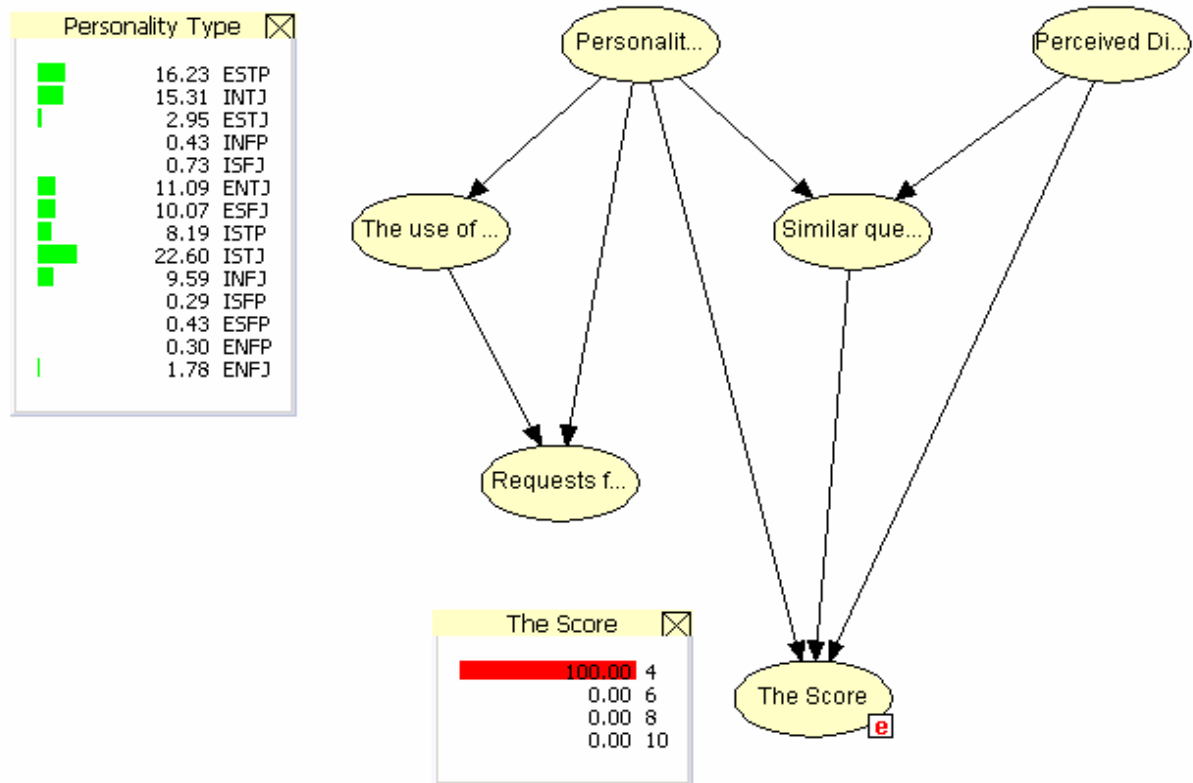 Personality Type
16.23 ESTP
15.31 INTJ
2.95 ESTJ
0.43 INFP
0.73 ISFJ
11.09 ENTJ
10.07 ESFJ
8.19 ISTP
22.60 ISTJ
9.59 INFJ
0.29 ISFP
0.43 ESFP
0.30 ENFP
1.78 ENFJ
Personalit...
Perceived Di...
The use of ...
Similar que...
Requests f...
The Score
100.00 4
0.00 6
0.00 8
0.00 10
The Score
e